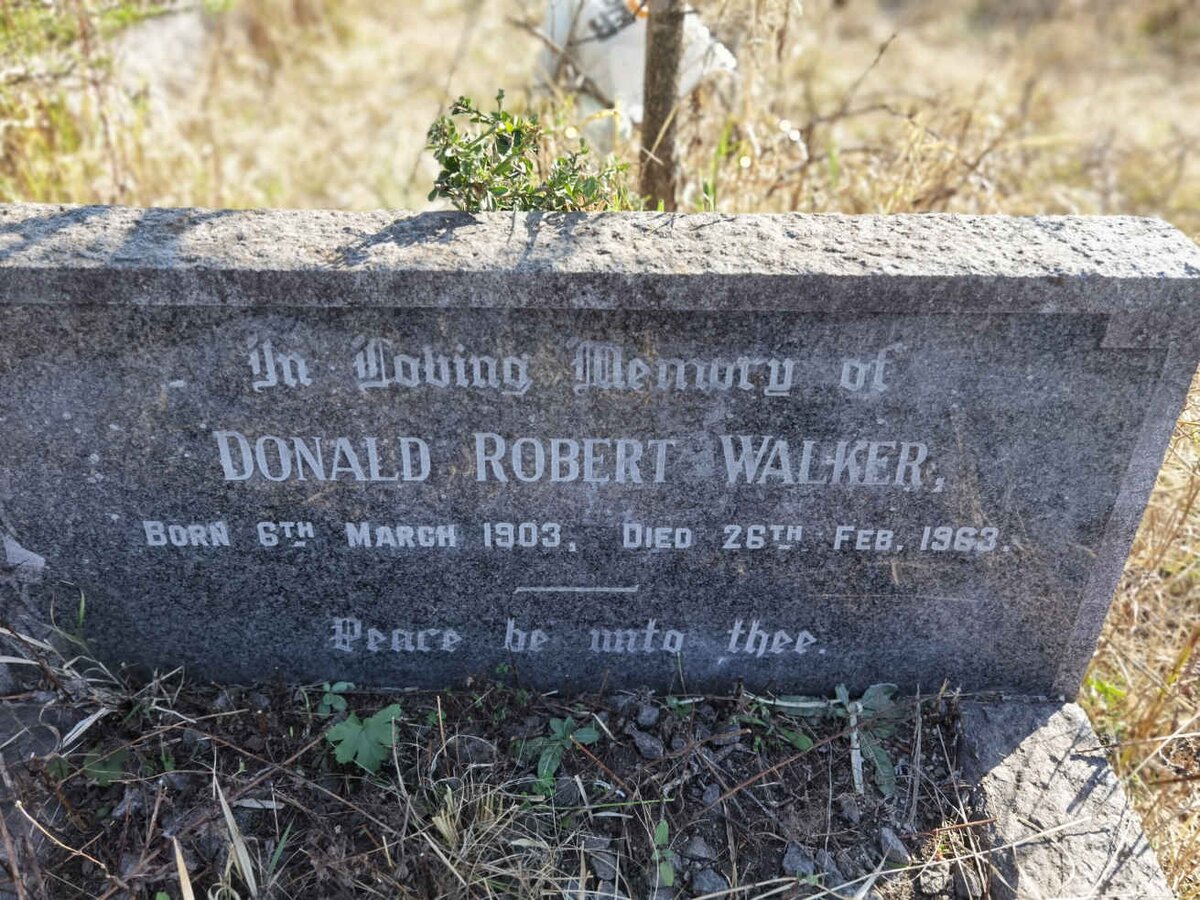 In Loving Memory of
DONALD ROBERT WALKER,
BORN 6TH MARCH 1903, DIED 26TH FEB. 1963.
Peace be unto thee.